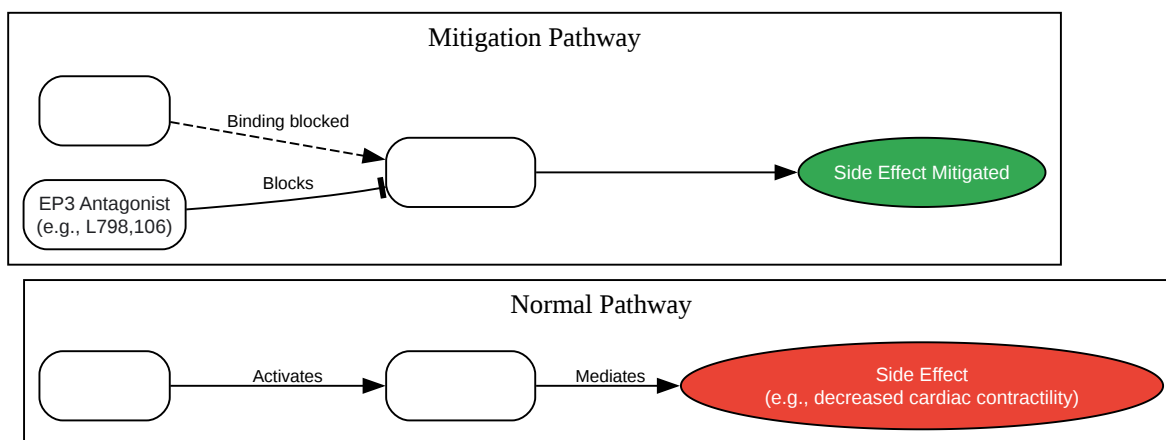 Mitigation Pathway
Binding blocked
Blocks
EP3 Antagonist
(e.g., L798,106)
Side Effect Mitigated
Normal Pathway
Activates
Mediates
Side Effect
(e.g., decreased cardiac contractility)